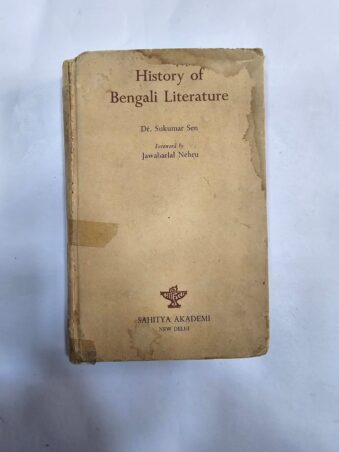 History of
Bengali Literature
Dr. Sukumar Sen
Foreword by
Jawaharlal Nehru
SAHITYA AKADEMI
NEW DELHI